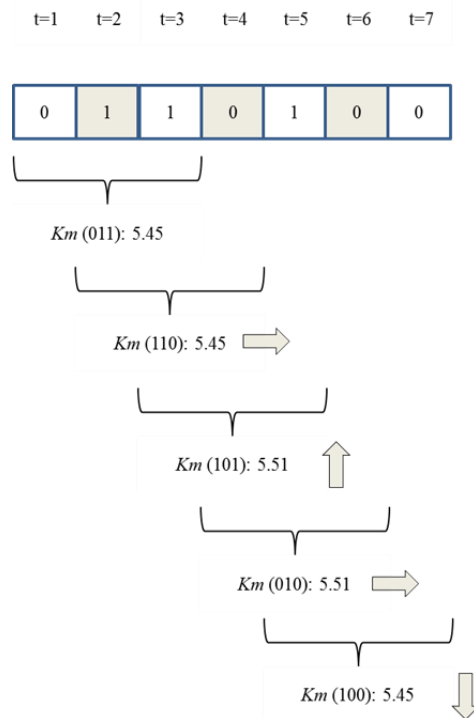 t=1 t=2 t=3 t=4 t=5 t=6 t=7
0 1 1 0 1 0 0
Km (011): 5.45
Km (110): 5.45
Km (101): 5.51
Km (010): 5.51
Km (100): 5.45